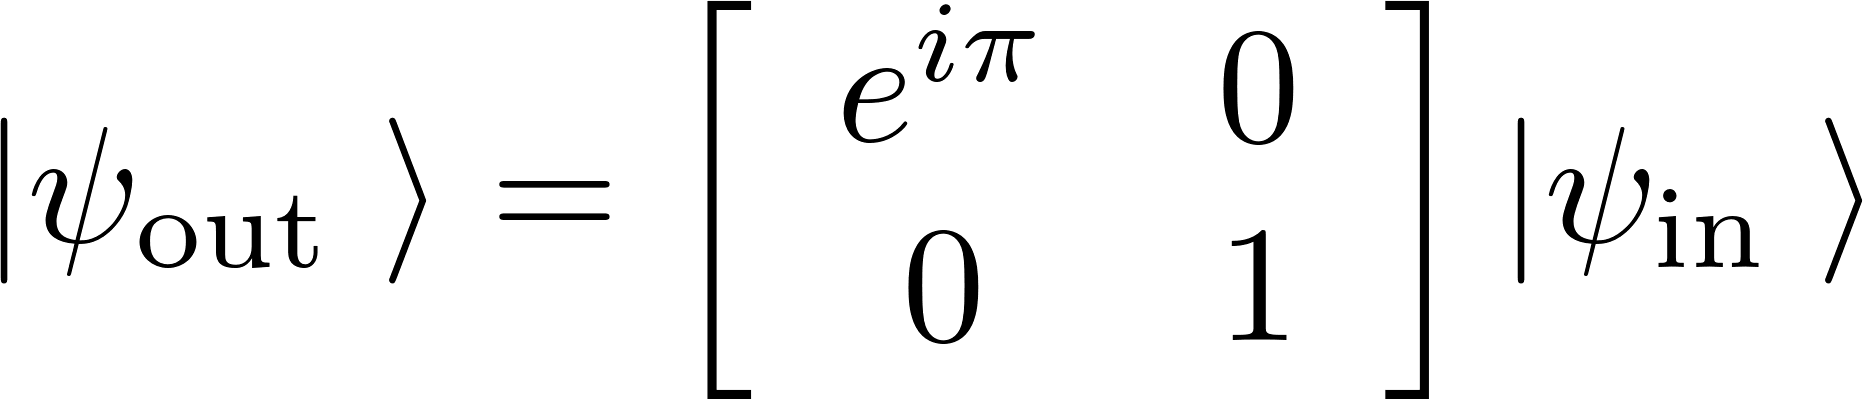 |ψ_out ⟩ = [ e^{iπ} 0 ; 0 1 ] |ψ_in ⟩